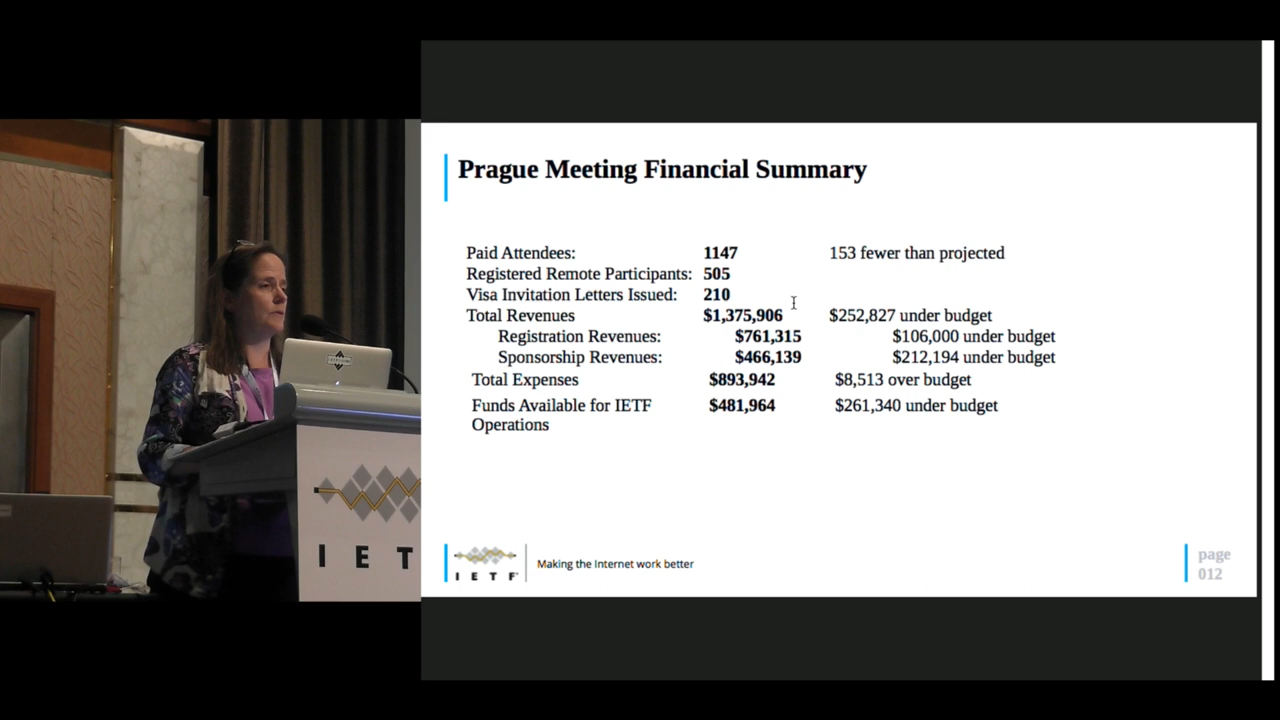 Prague Meeting Financial Summary
Paid Attendees: 1147 153 fewer than projected
Registered Remote Participants: 505
Visa Invitation Letters Issued: 210
Total Revenues $1,375,906 $252,827 under budget
Registration Revenues: $761,315 $106,000 under budget
Sponsorship Revenues: $466,139 $212,194 under budget
Total Expenses $893,942 $8,513 over budget
Funds Available for IETF $481,964 $261,340 under budget
Operations
I E T F
Making the Internet work better
page
012
I E T